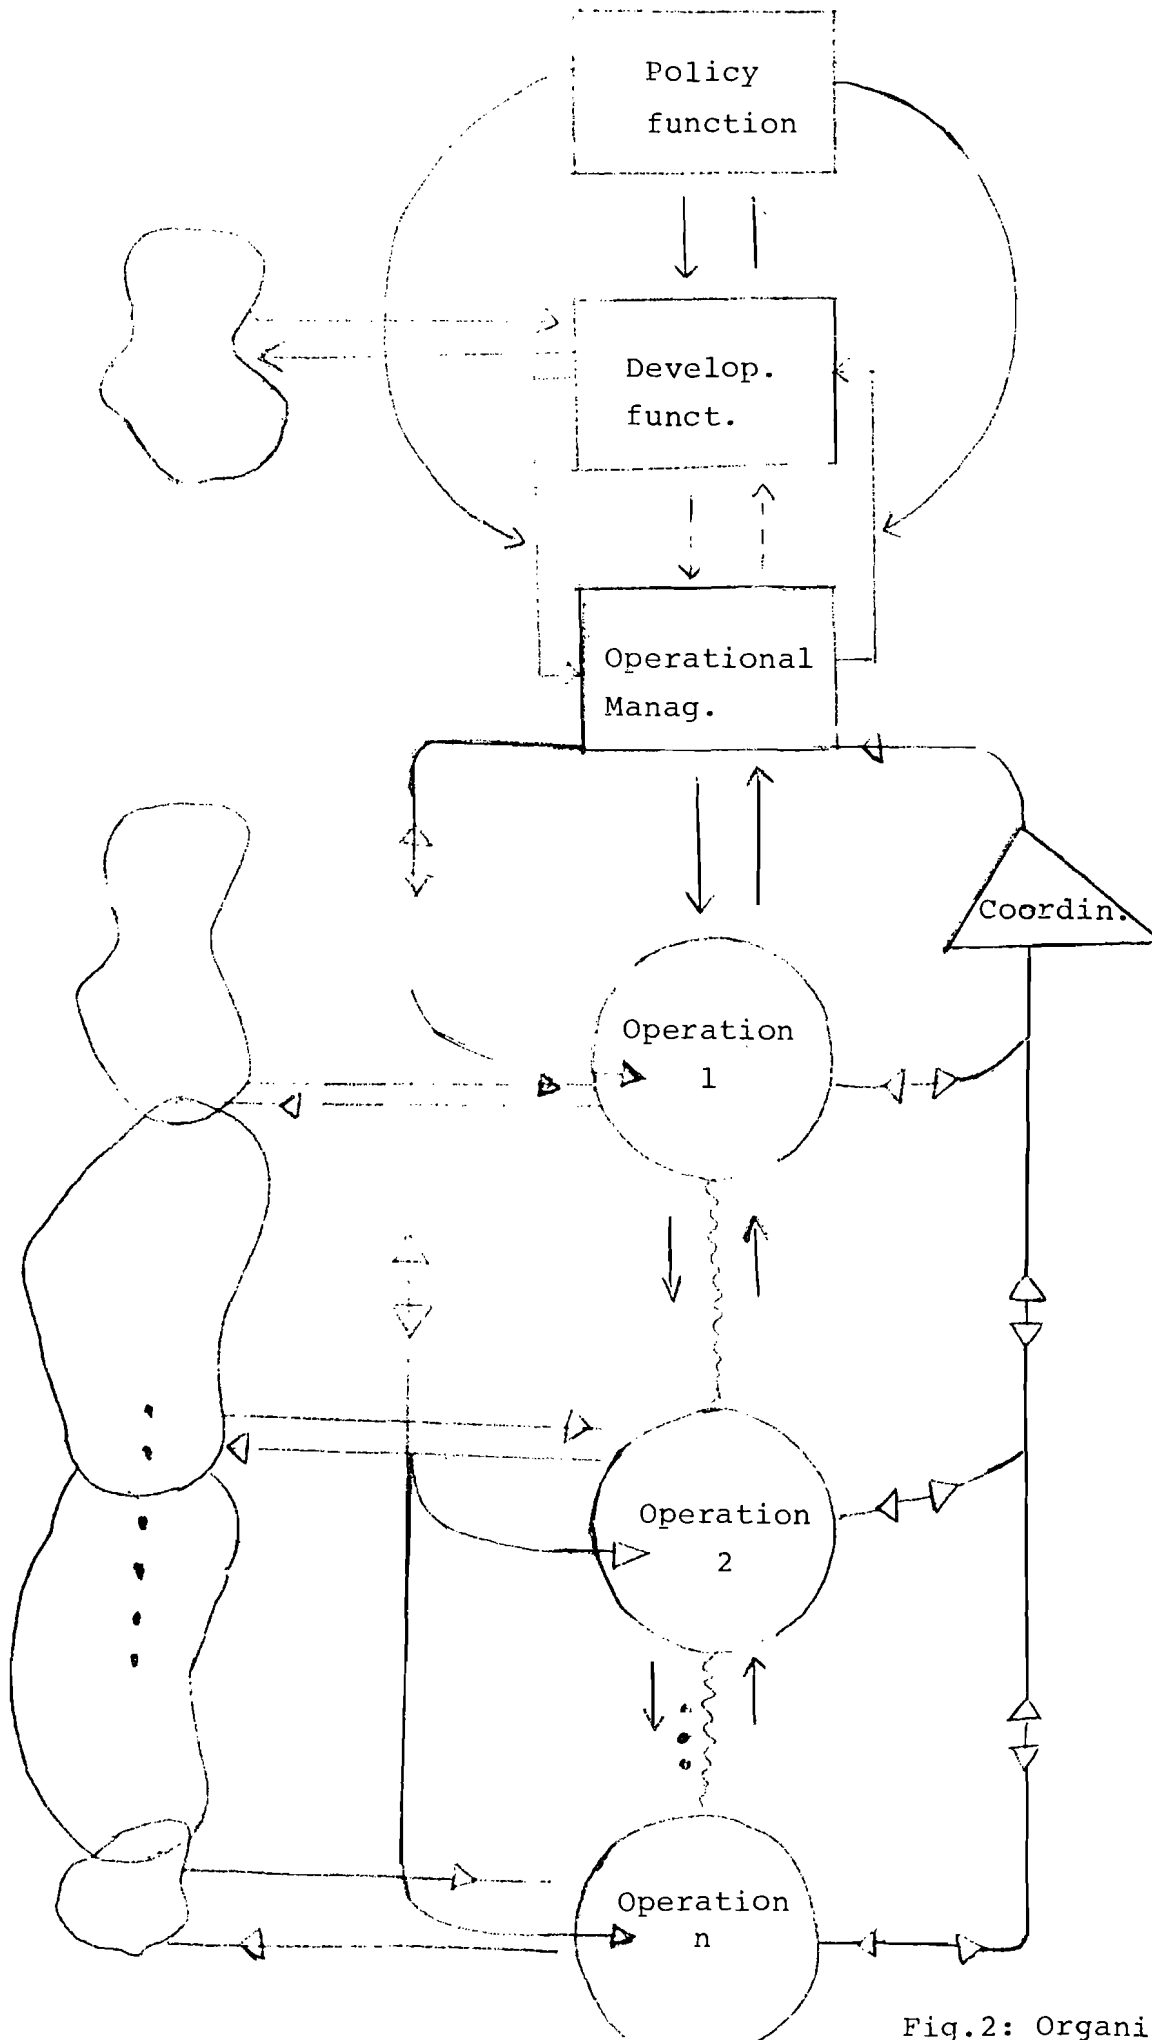 Policy
function
Develop.
funct.
Operational
Manag.
Coordin.
Operation
1
Operation
2
Operation
n
Fig.2: Organi